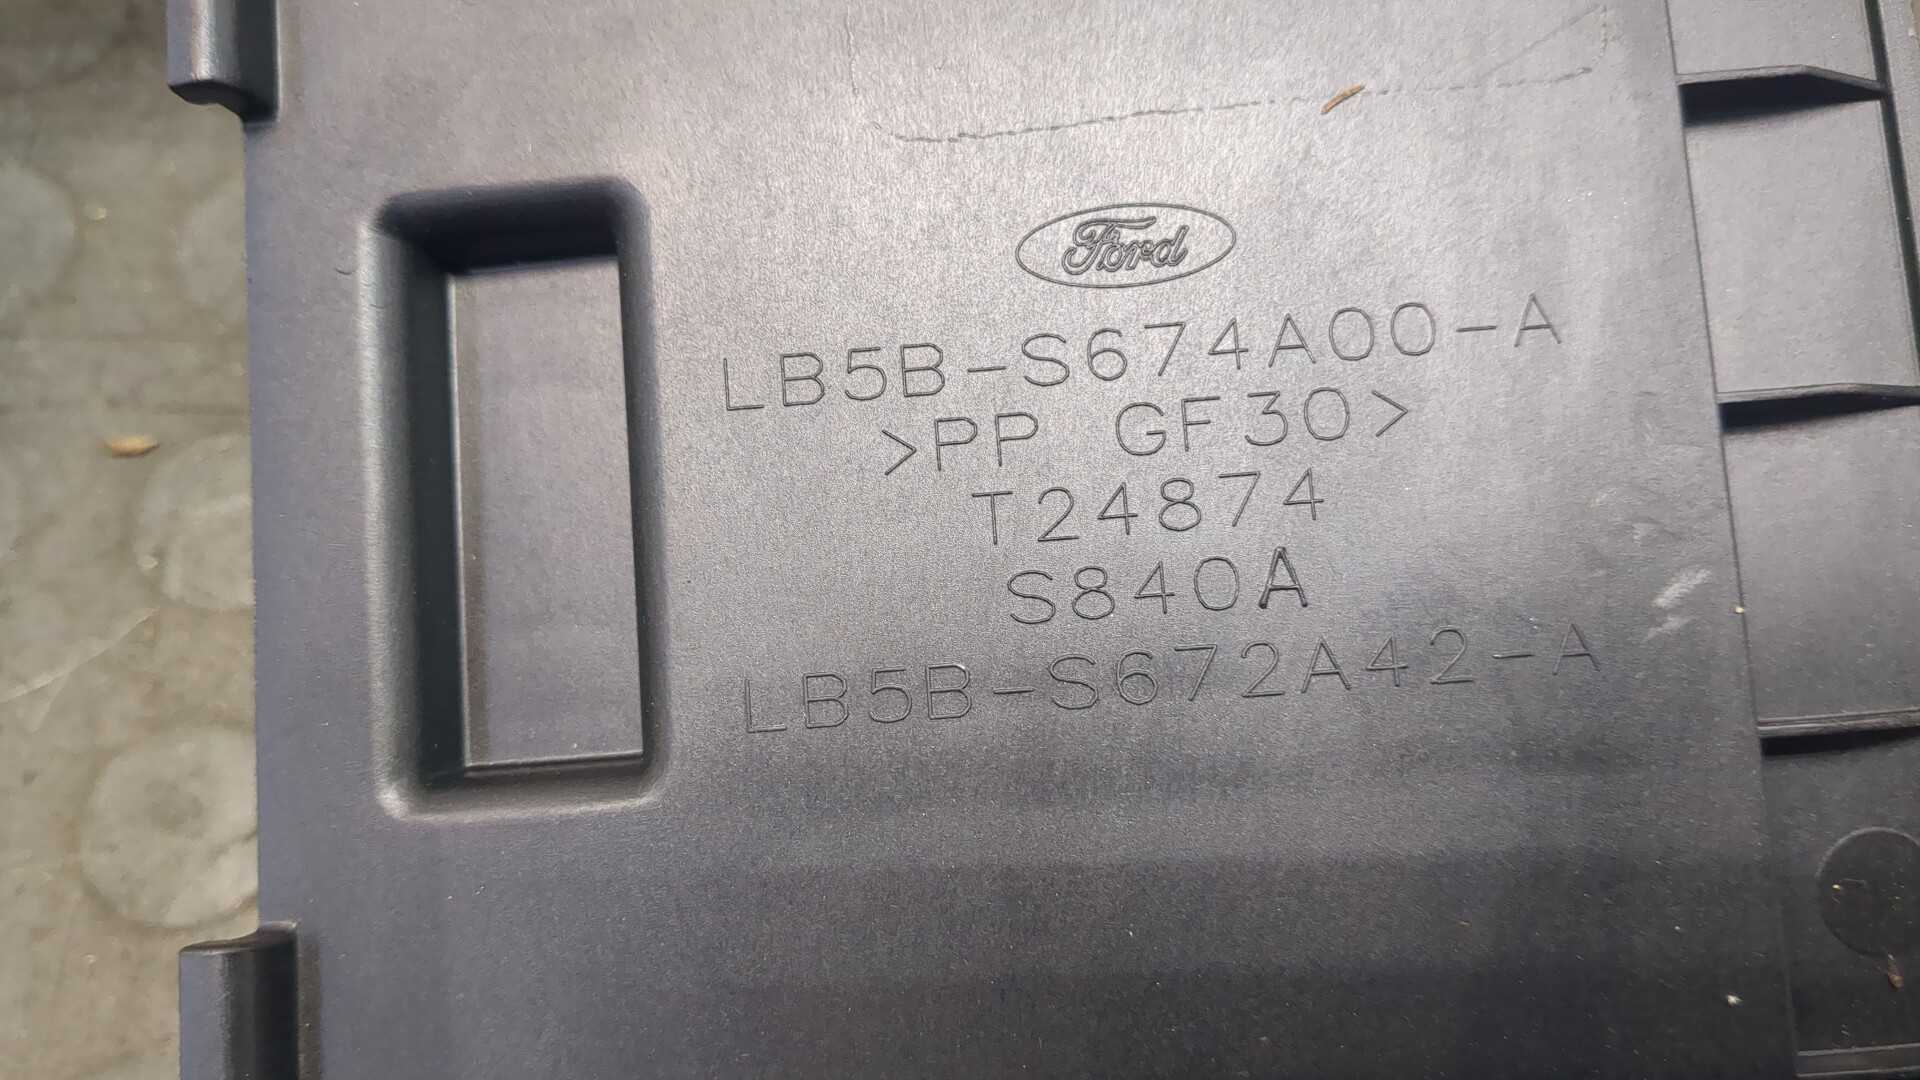 Ford
LB5B-S674A00-A
>PP GF30>
T24874
S840A
LB5B-S672A42-A